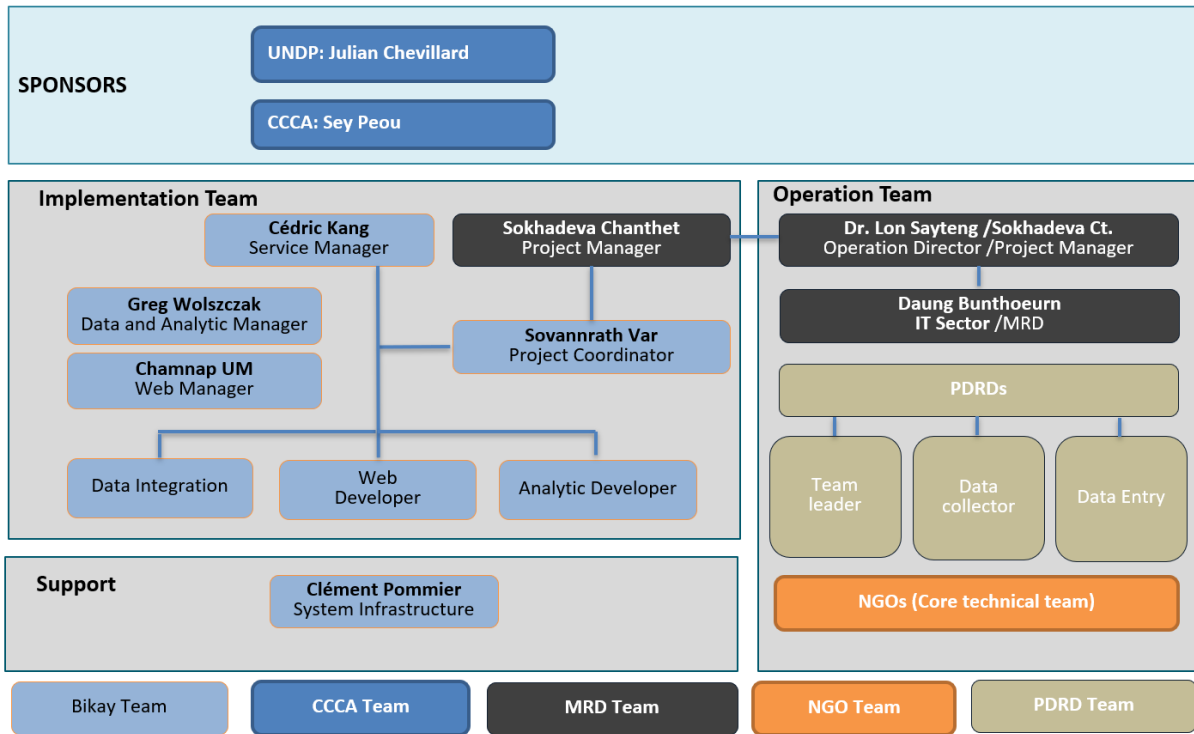 SPONSORS
UNDP: Julian Chevillard
CCCA: Sey Peou
Implementation Team
Cédric Kang
Service Manager
Sokhadeva Chanthet
Project Manager
Greg Wolszczak
Data and Analytic Manager
Chamnap UM
Web Manager
Sovannrath Var
Project Coordinator
Data Integration
Web
Developer
Analytic Developer
Operation Team
Dr. Lon Sayteng /Sokhadeva Ct.
Operation Director /Project Manager
Daung Bunthoeurn
IT Sector /MRD
PDRDs
Team
leader
Data
collector
Data Entry
NGOs (Core technical team)
Support
Clément Pommier
System Infrastructure
Bikay Team
CCCA Team
MRD Team
NGO Team
PDRD Team